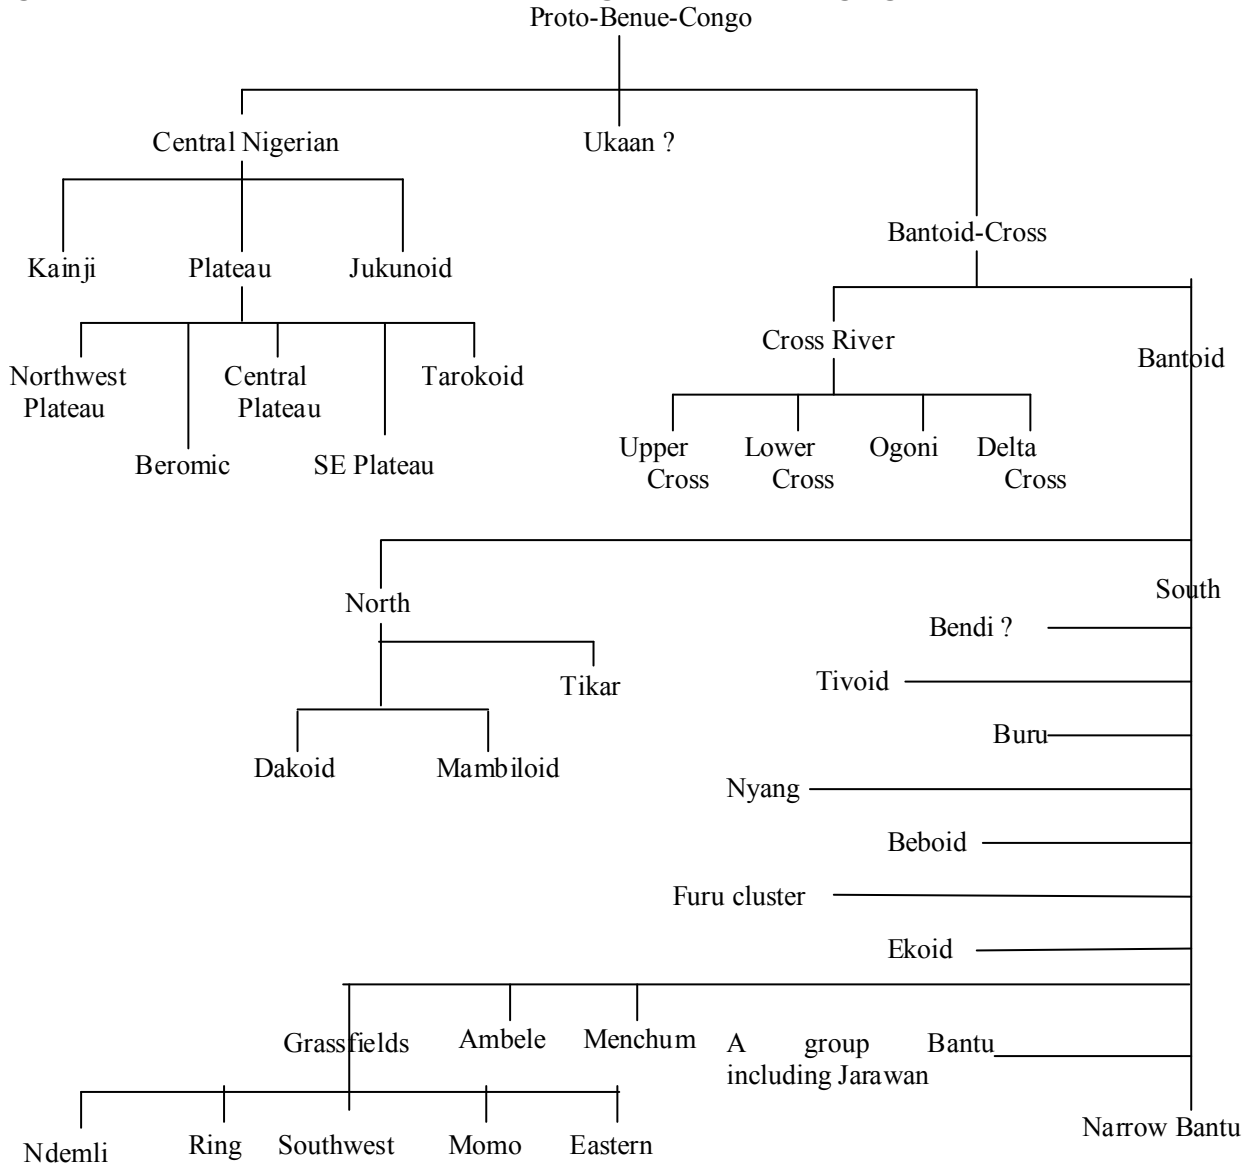 Proto-Benue-Congo
Central Nigerian
Ukaan ?
Bantoid-Cross
Kainji
Plateau
Jukunoid
Cross River
Bantoid
Northwest
Plateau
Central
Plateau
Tarokoid
Beromic
SE Plateau
Upper
Cross
Lower
Cross
Ogoni
Delta
Cross
North
South
Bendi ?
Tikar
Tivoid
Buru
Dakoid
Mambiloid
Nyang
Beboid
Furu cluster
Ekoid
Grassfields
Ambele
Menchum
A group Bantu
including Jarawan
Narrow Bantu
Ndemli
Ring
Southwest
Momo
Eastern